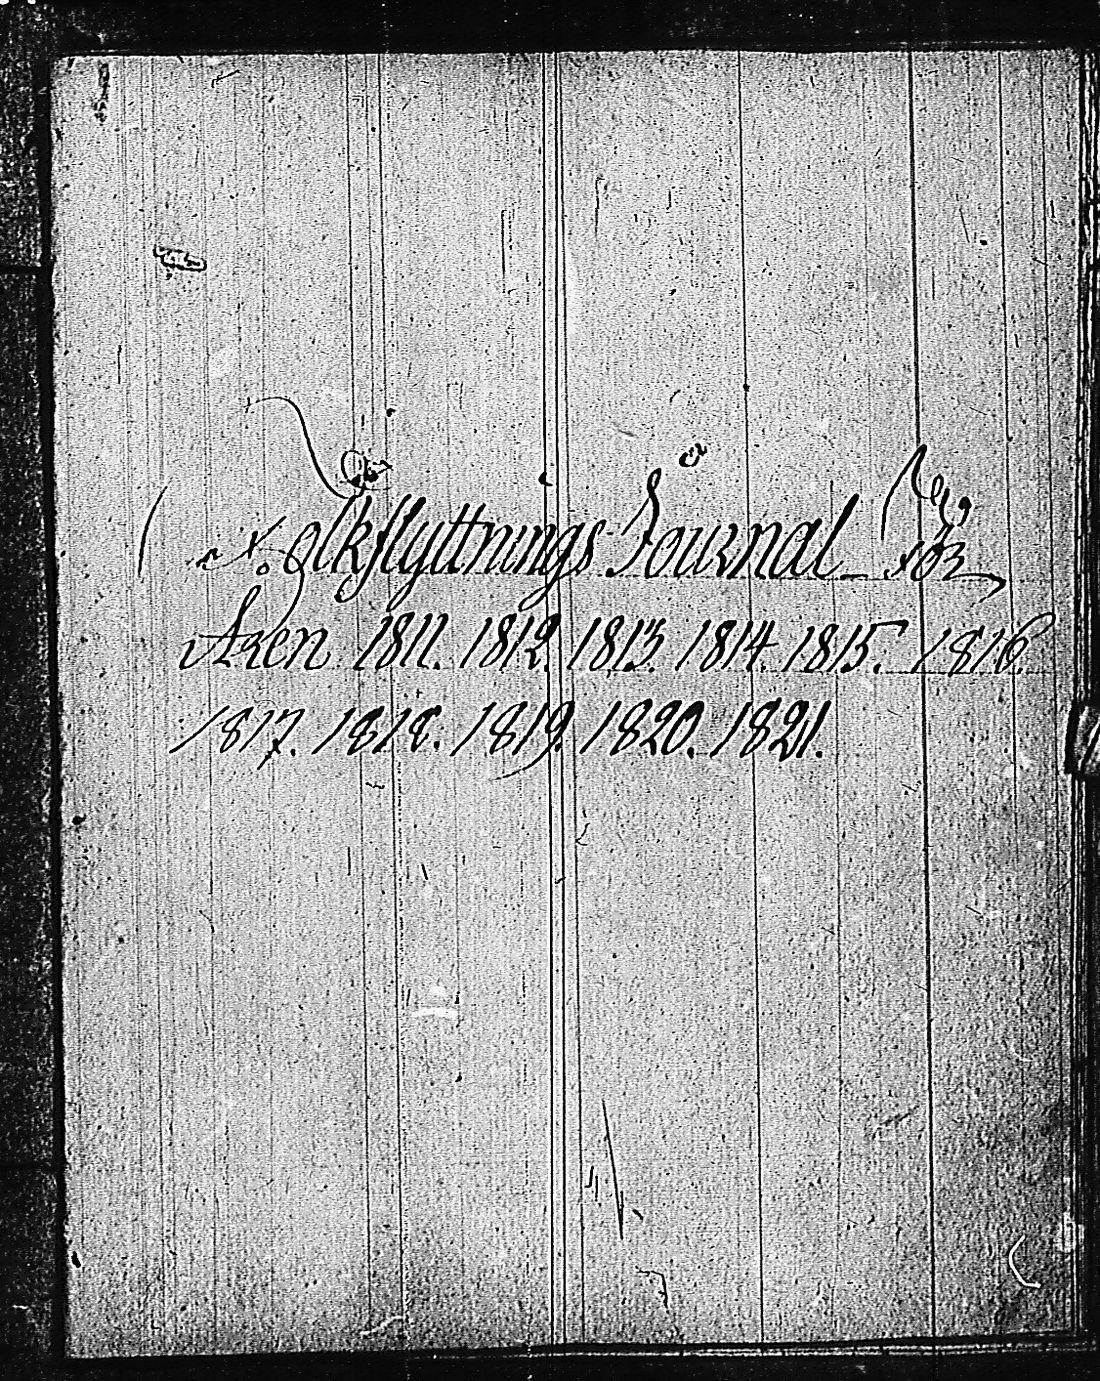 Folkflyttnings Journal för
Åren 1811. 1812. 1813. 1814. 1815. 1816.
1817. 1818. 1819. 1820. 1821.